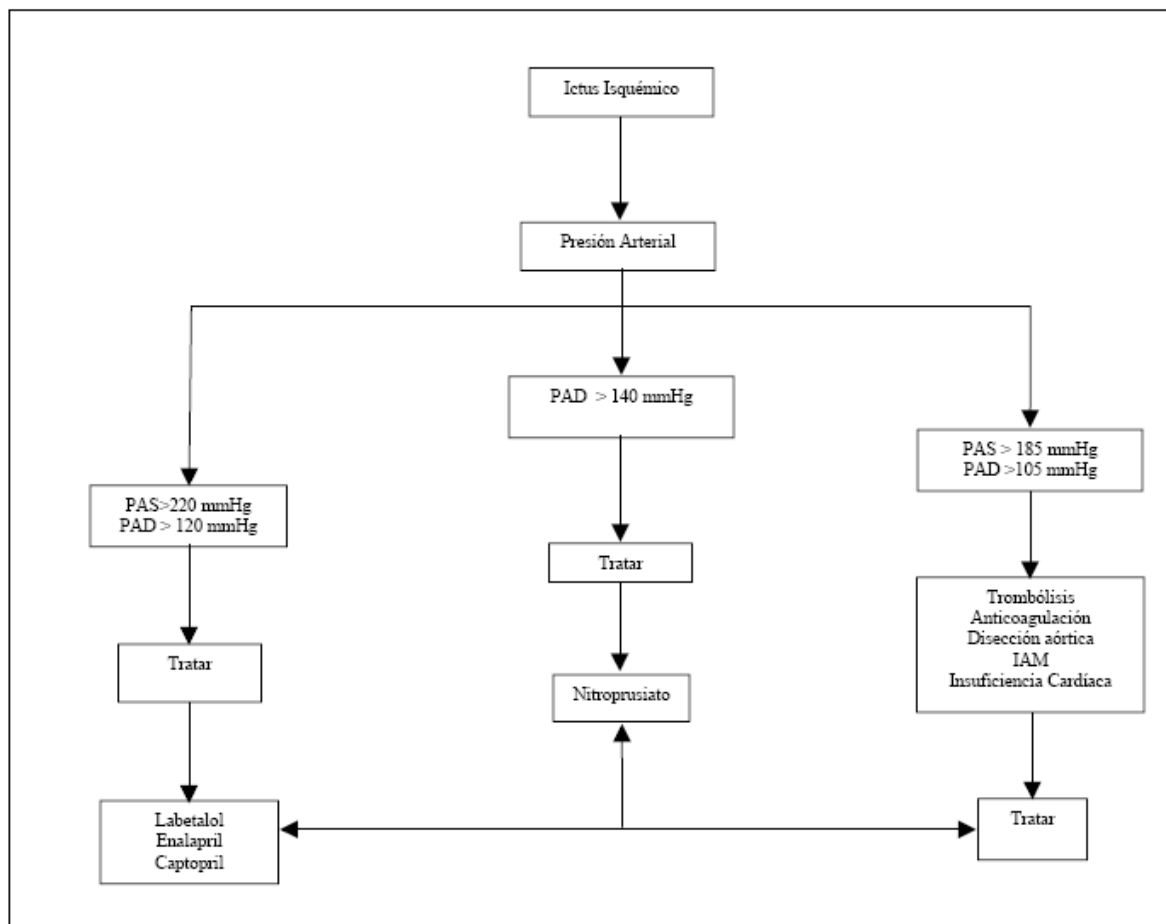 Ictus Isquémico
Presión Arterial
PAD > 140 mmHg
PAS > 185 mmHg
PAD >105 mmHg
PAS>220 mmHg
PAD > 120 mmHg
Tratar
Trombólisis
Anticoagulación
Disección aórtica
IAM
Insuficiencia Cardíaca
Tratar
Nitroprusiato
Labetalol
Enalapril
Captopril
Tratar